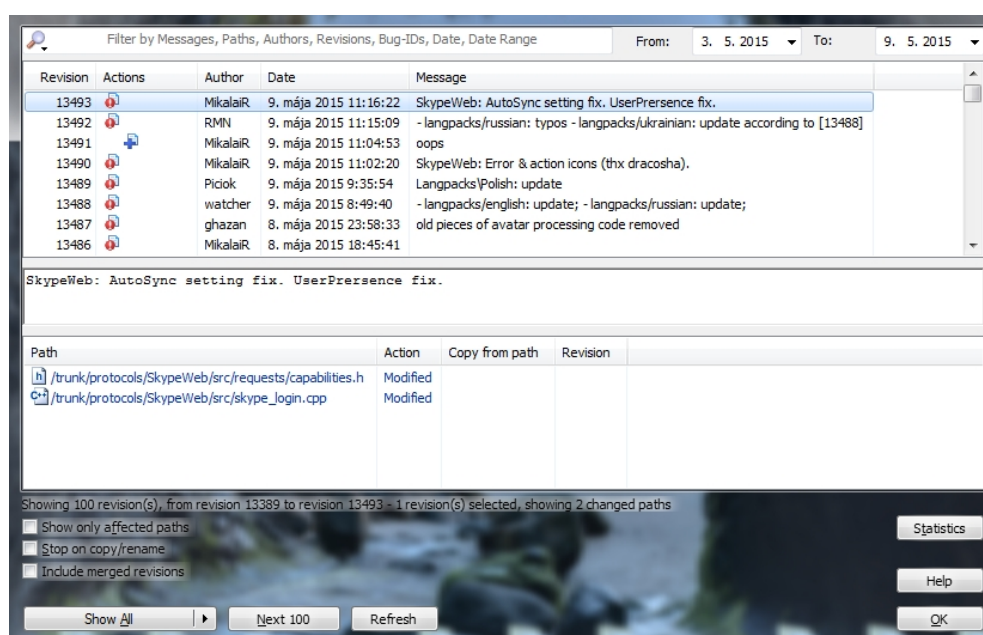 Filter by Messages, Paths, Authors, Revisions, Bug-IDs, Date, Date Range From: 3. 5. 2015 To: 9. 5. 2015
Revision Actions Author Date Message
13493 MikalaiR 9. mája 2015 11:16:22 SkypeWeb: AutoSync setting fix. UserPrersence fix.
13492 RMN 9. mája 2015 11:15:09 - langpacks/russian: typos - langpacks/ukrainian: update according to [13488]
13491 MikalaiR 9. mája 2015 11:04:53 oops
13490 MikalaiR 9. mája 2015 11:02:20 SkypeWeb: Error & action icons (thx dracosha).
13489 Piciok 9. mája 2015 9:35:54 Langpacks\Polish: update
13488 watcher 9. mája 2015 8:49:40 - langpacks/english: update; - langpacks/russian: update;
13487 ghazan 8. mája 2015 23:58:33 old pieces of avatar processing code removed
13486 MikalaiR 8. mája 2015 18:45:41
SkypeWeb: AutoSync setting fix. UserPrersence fix.
Path Action Copy from path Revision
h /trunk/protocols/SkypeWeb/src/requests/capabilities.h Modified
C++ /trunk/protocols/SkypeWeb/src/skype_login.cpp Modified
Showing 100 revision(s), from revision 13389 to revision 13493 - 1 revision(s) selected, showing 2 changed paths
Show only affected paths
Statistics
Stop on copy/rename
Include merged revisions
Help
Show All Next 100 Refresh OK